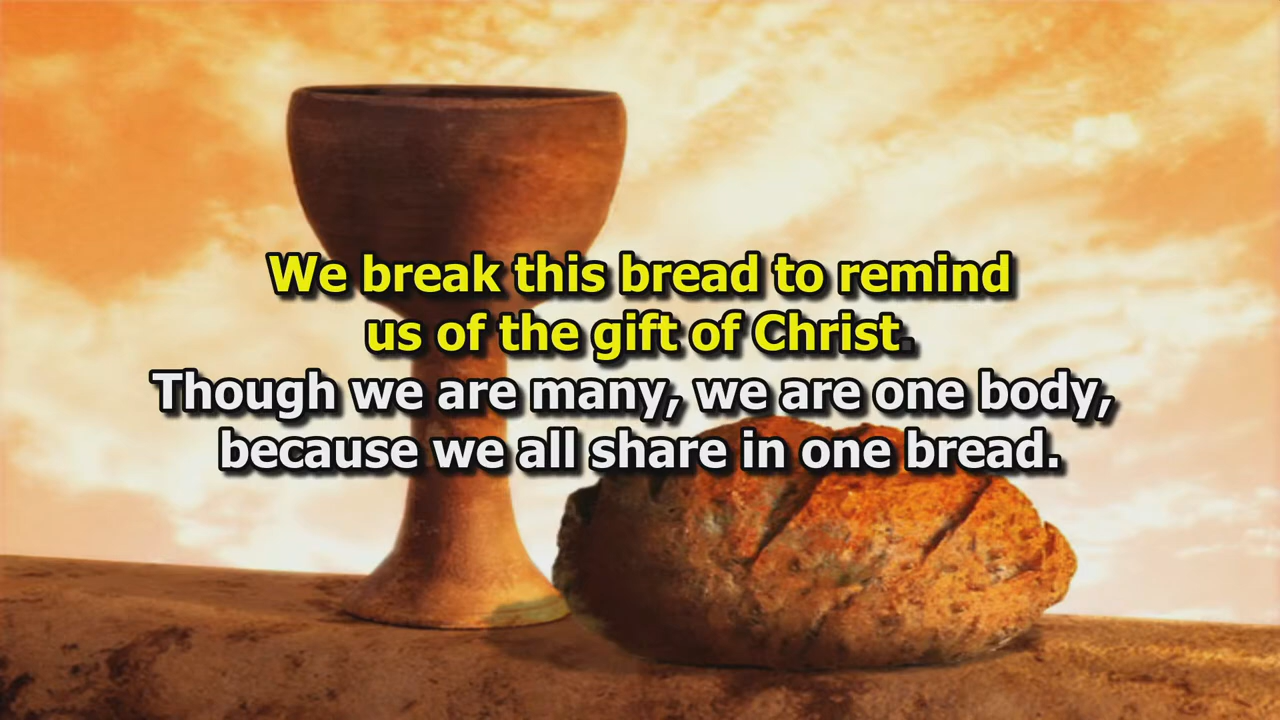 We break this bread to remind
us of the gift of Christ.
Though we are many, we are one body,
because we all share in one bread.